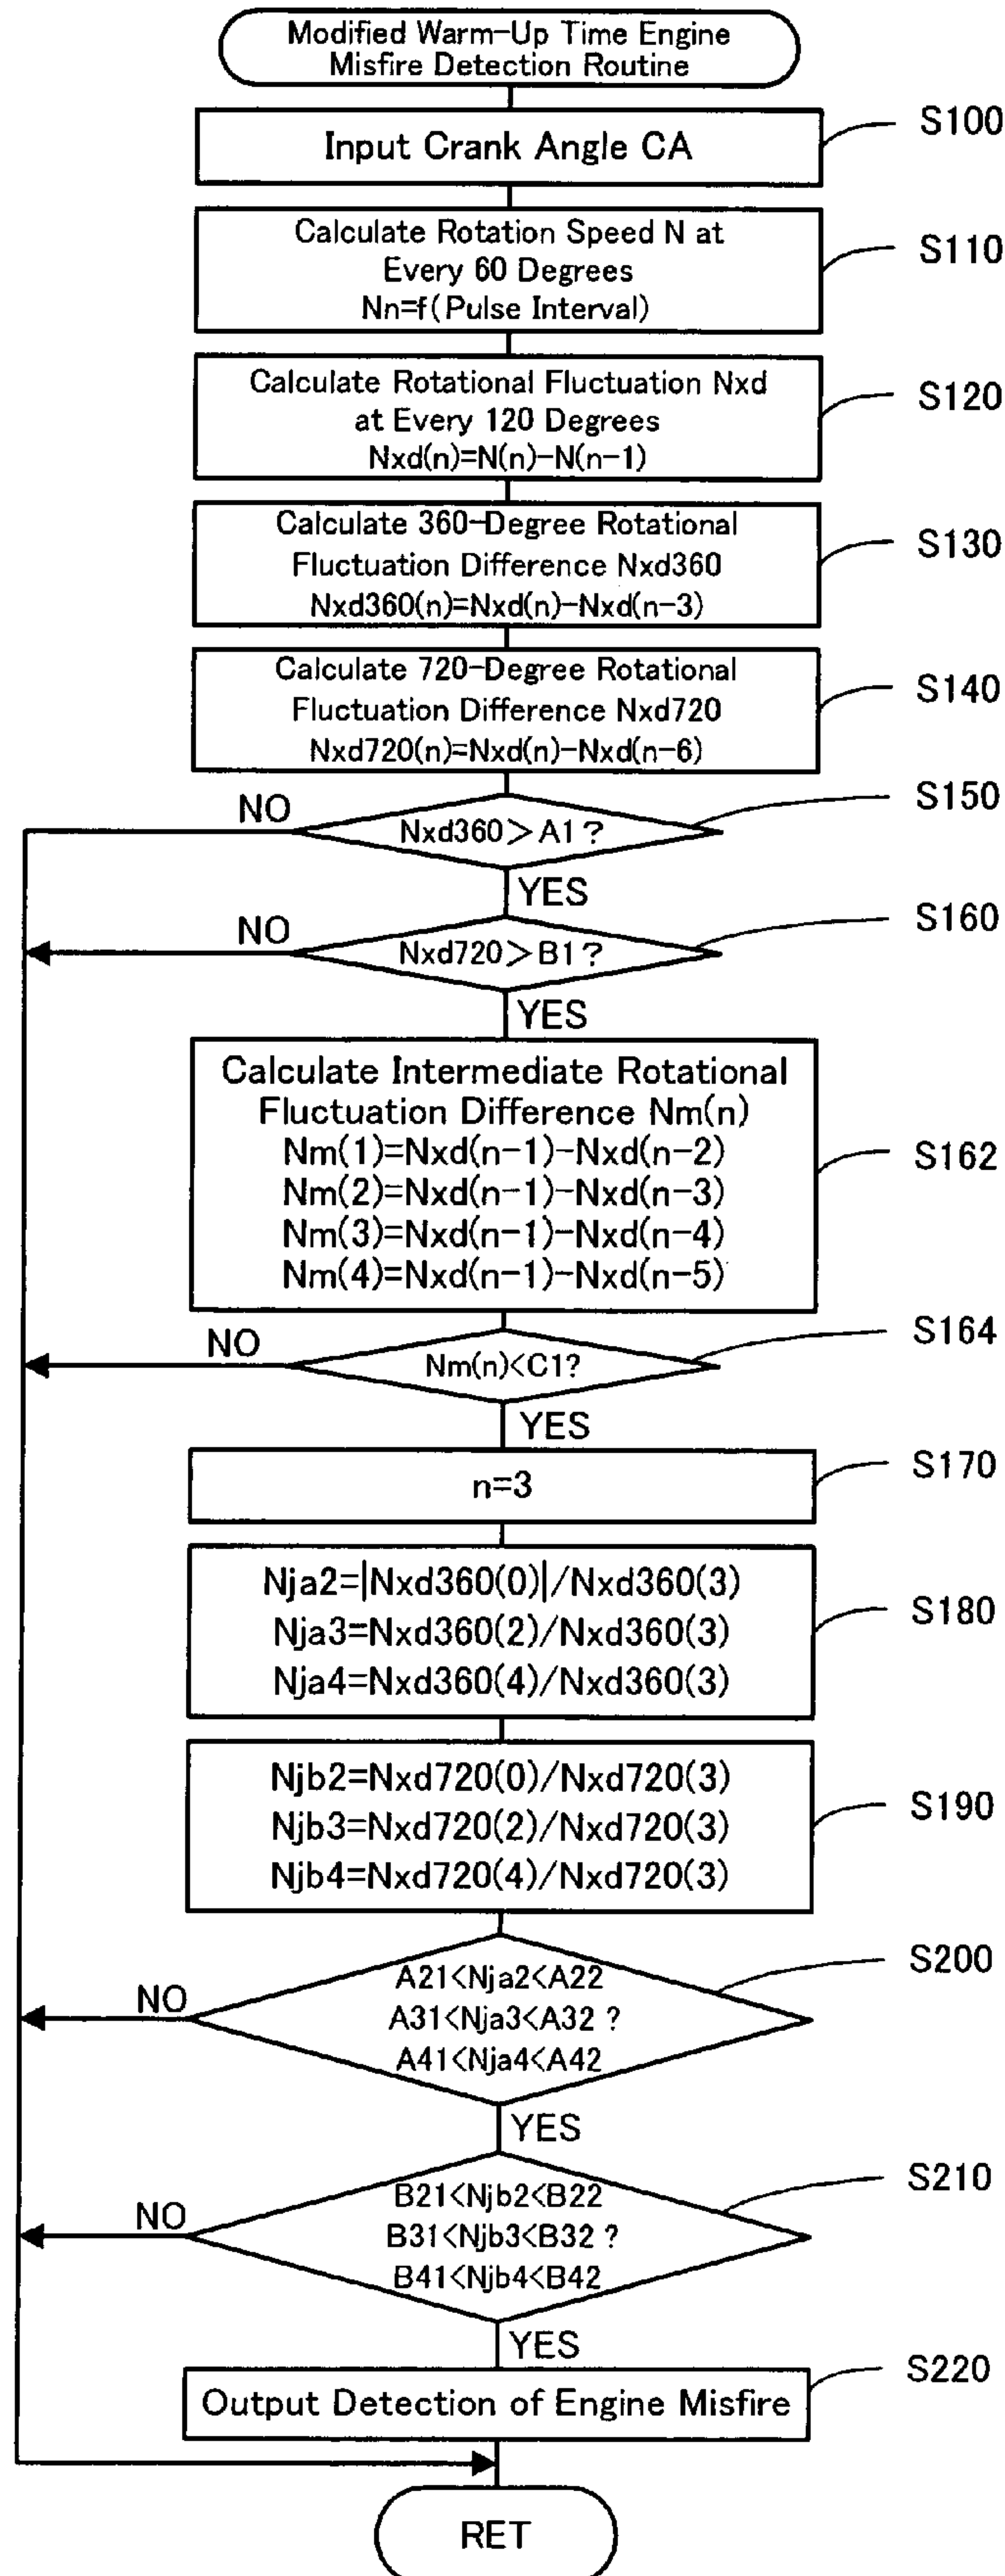 Modified Warm-Up Time Engine
Misfire Detection Routine
Input Crank Angle CA
S100
Calculate Rotation Speed N at
Every 60 Degrees
Nn=f(Pulse Interval)
S110
Calculate Rotational Fluctuation Nxd
at Every 120 Degrees
Nxd(n)=N(n)-N(n-1)
S120
Calculate 360-Degree Rotational
Fluctuation Difference Nxd360
Nxd360(n)=Nxd(n)-Nxd(n-3)
S130
Calculate 720-Degree Rotational
Fluctuation Difference Nxd720
Nxd720(n)=Nxd(n)-Nxd(n-6)
S140
NO
Nxd360>A1?
S150
YES
NO
Nxd720>B1?
S160
YES
Calculate Intermediate Rotational
Fluctuation Difference Nm(n)
Nm(1)=Nxd(n-1)-Nxd(n-2)
Nm(2)=Nxd(n-1)-Nxd(n-3)
Nm(3)=Nxd(n-1)-Nxd(n-4)
Nm(4)=Nxd(n-1)-Nxd(n-5)
S162
NO
Nm(n)<C1?
S164
YES
n=3
S170
Nja2=|Nxd360(0)|/Nxd360(3)
Nja3=Nxd360(2)/Nxd360(3)
Nja4=Nxd360(4)/Nxd360(3)
S180
Njb2=Nxd720(0)/Nxd720(3)
Njb3=Nxd720(2)/Nxd720(3)
Njb4=Nxd720(4)/Nxd720(3)
S190
NO
A21<Nja2<A22
A31<Nja3<A32 ?
A41<Nja4<A42
S200
YES
NO
B21<Njb2<B22
B31<Njb3<B32 ?
B41<Njb4<B42
S210
YES
Output Detection of Engine Misfire
S220
RET